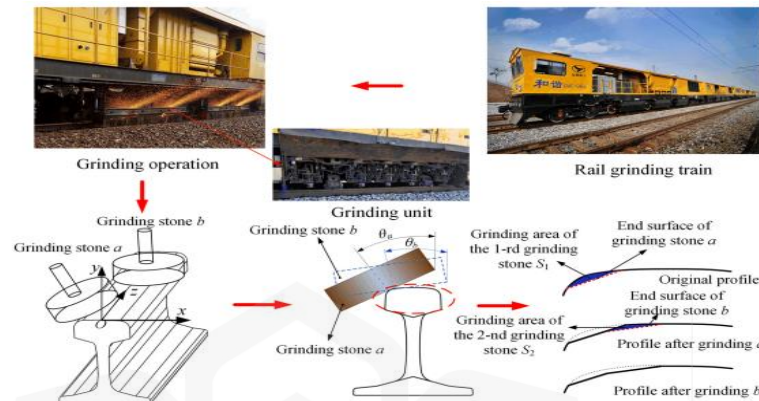 和谐
Grinding operation
Grinding unit
Rail grinding train
Grinding stone b
Grinding stone a
y
z
x
Grinding stone b
θa
θb
Grinding stone a
Grinding area of
the 1-rd grinding
stone S1
End surface of
grinding stone a
Original profile
End surface of
grinding stone b
Grinding area of
the 2-nd grinding
stone S2
Profile after grinding a
Profile after grinding b